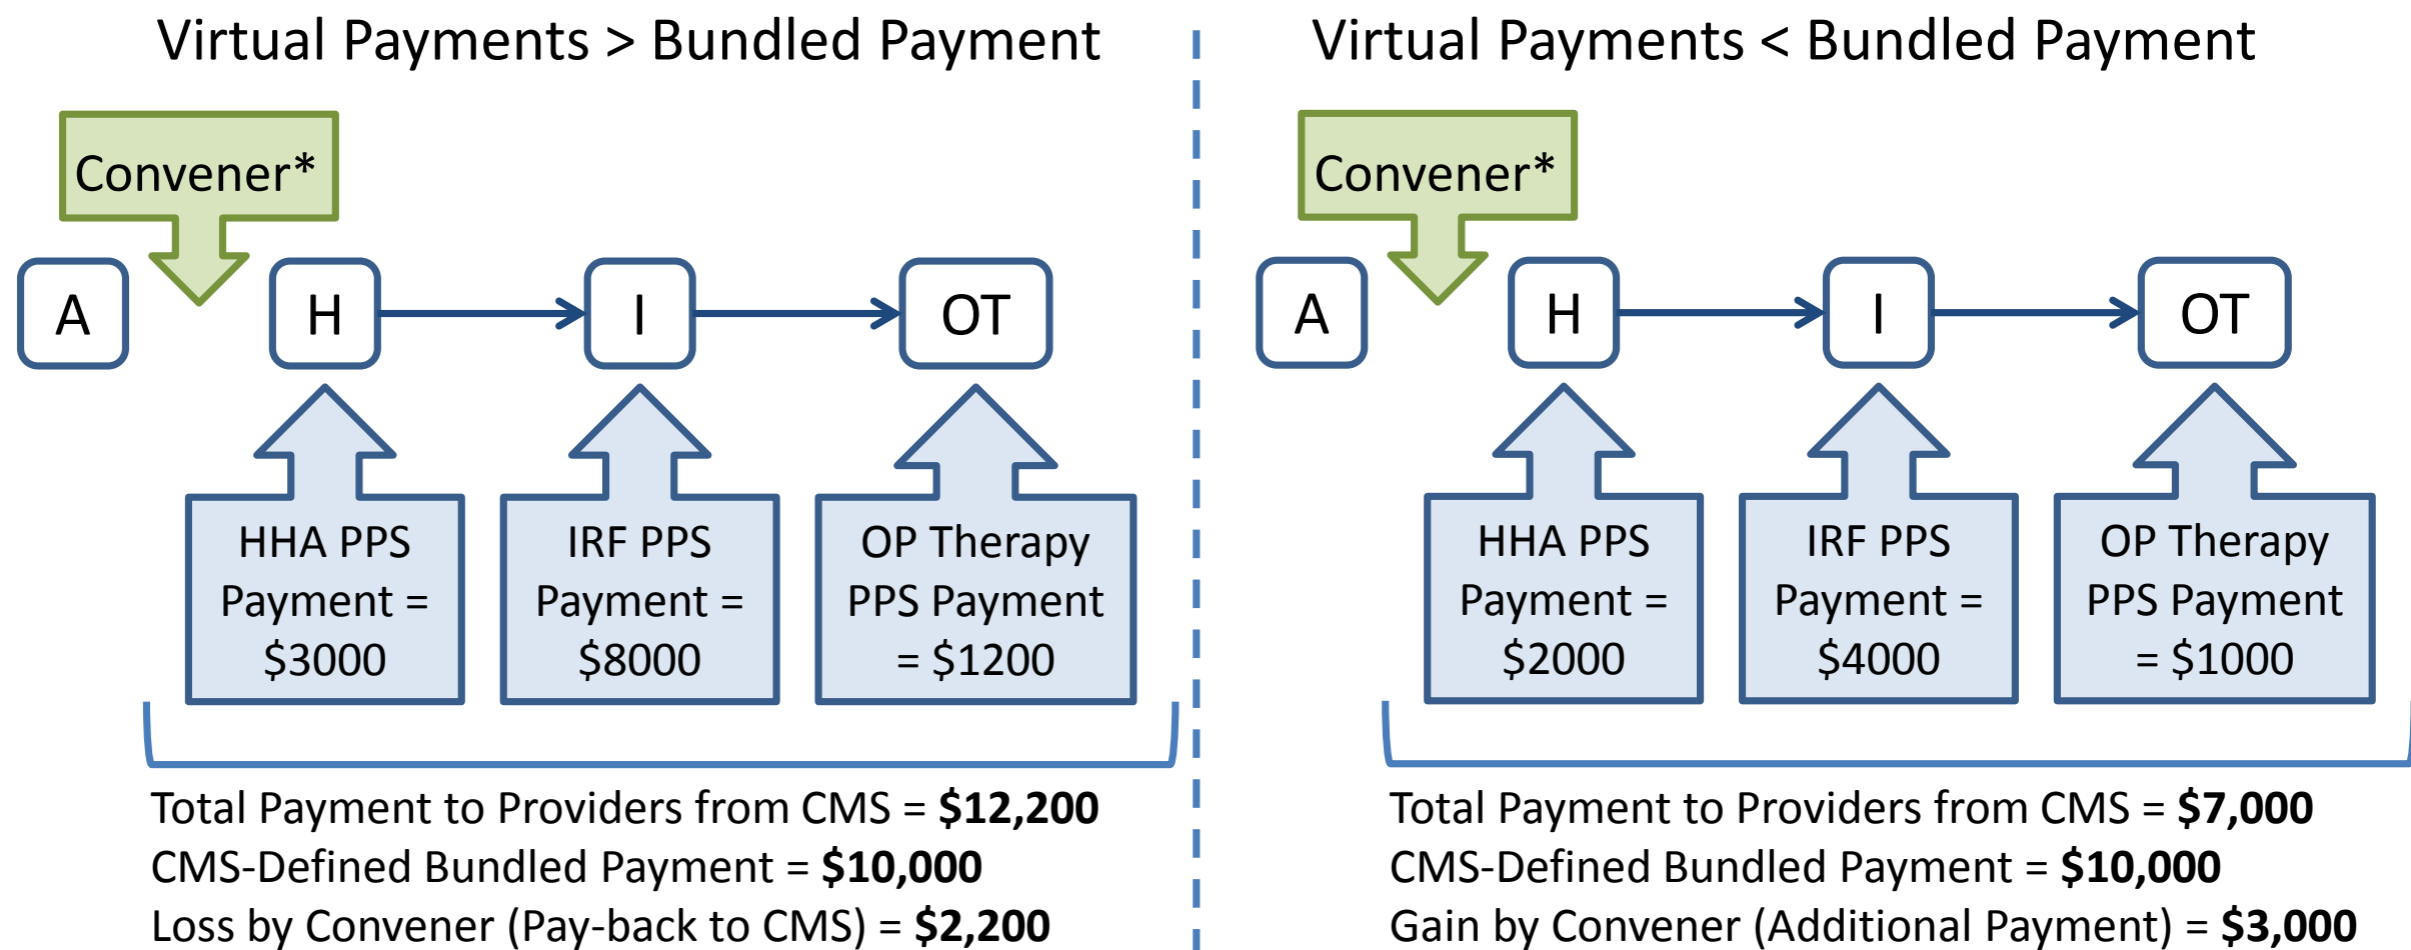 Virtual Payments > Bundled Payment
Convener*
A
H
I
OT
HHA PPS
Payment =
$3000
IRF PPS
Payment =
$8000
OP Therapy
PPS Payment
= $1200
Total Payment to Providers from CMS = $12,200
CMS-Defined Bundled Payment = $10,000
Loss by Convener (Pay-back to CMS) = $2,200
Virtual Payments < Bundled Payment
Convener*
A
H
I
OT
HHA PPS
Payment =
$2000
IRF PPS
Payment =
$4000
OP Therapy
PPS Payment
= $1000
Total Payment to Providers from CMS = $7,000
CMS-Defined Bundled Payment = $10,000
Gain by Convener (Additional Payment) = $3,000